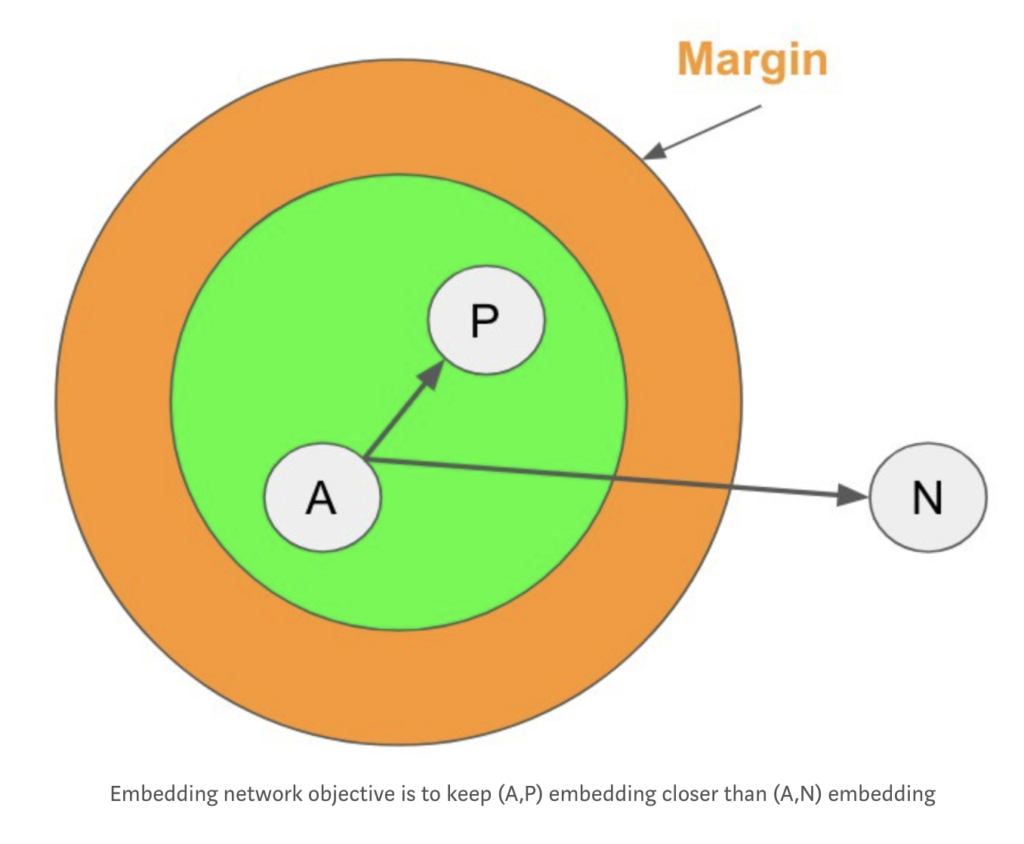 Margin
P
A
N
Embedding network objective is to keep (A,P) embedding closer than (A,N) embedding